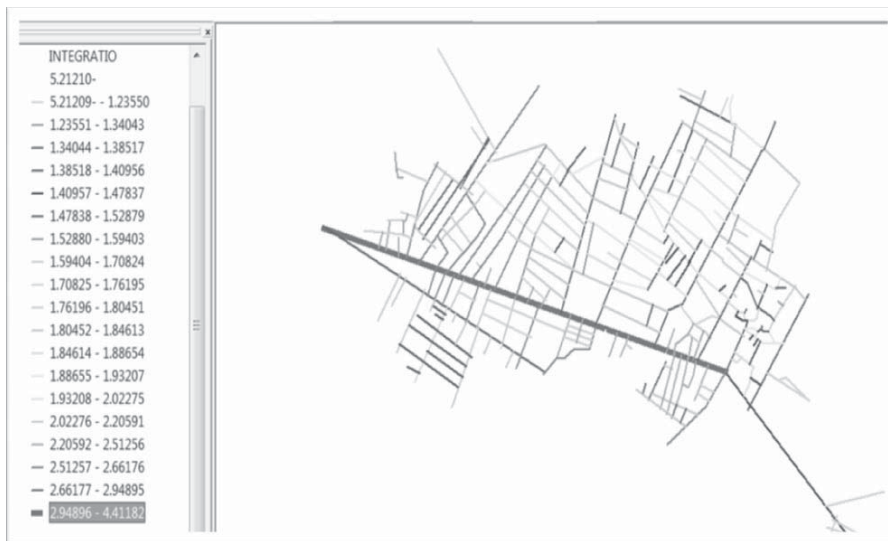 INTEGRATIO
5.21210-
5.21209- - 1.23550
1.23551 - 1.34043
1.34044 - 1.38517
1.38518 - 1.40956
1.40957 - 1.47837
1.47838 - 1.52879
1.52880 - 1.59403
1.59404 - 1.70824
1.70825 - 1.76195
1.76196 - 1.80451
1.80452 - 1.84613
1.84614 - 1.88654
1.88655 - 1.93207
1.93208 - 2.02275
2.02276 - 2.20591
2.20592 - 2.51256
2.51257 - 2.66176
2.66177 - 2.94895
2.94896 - 4.41182